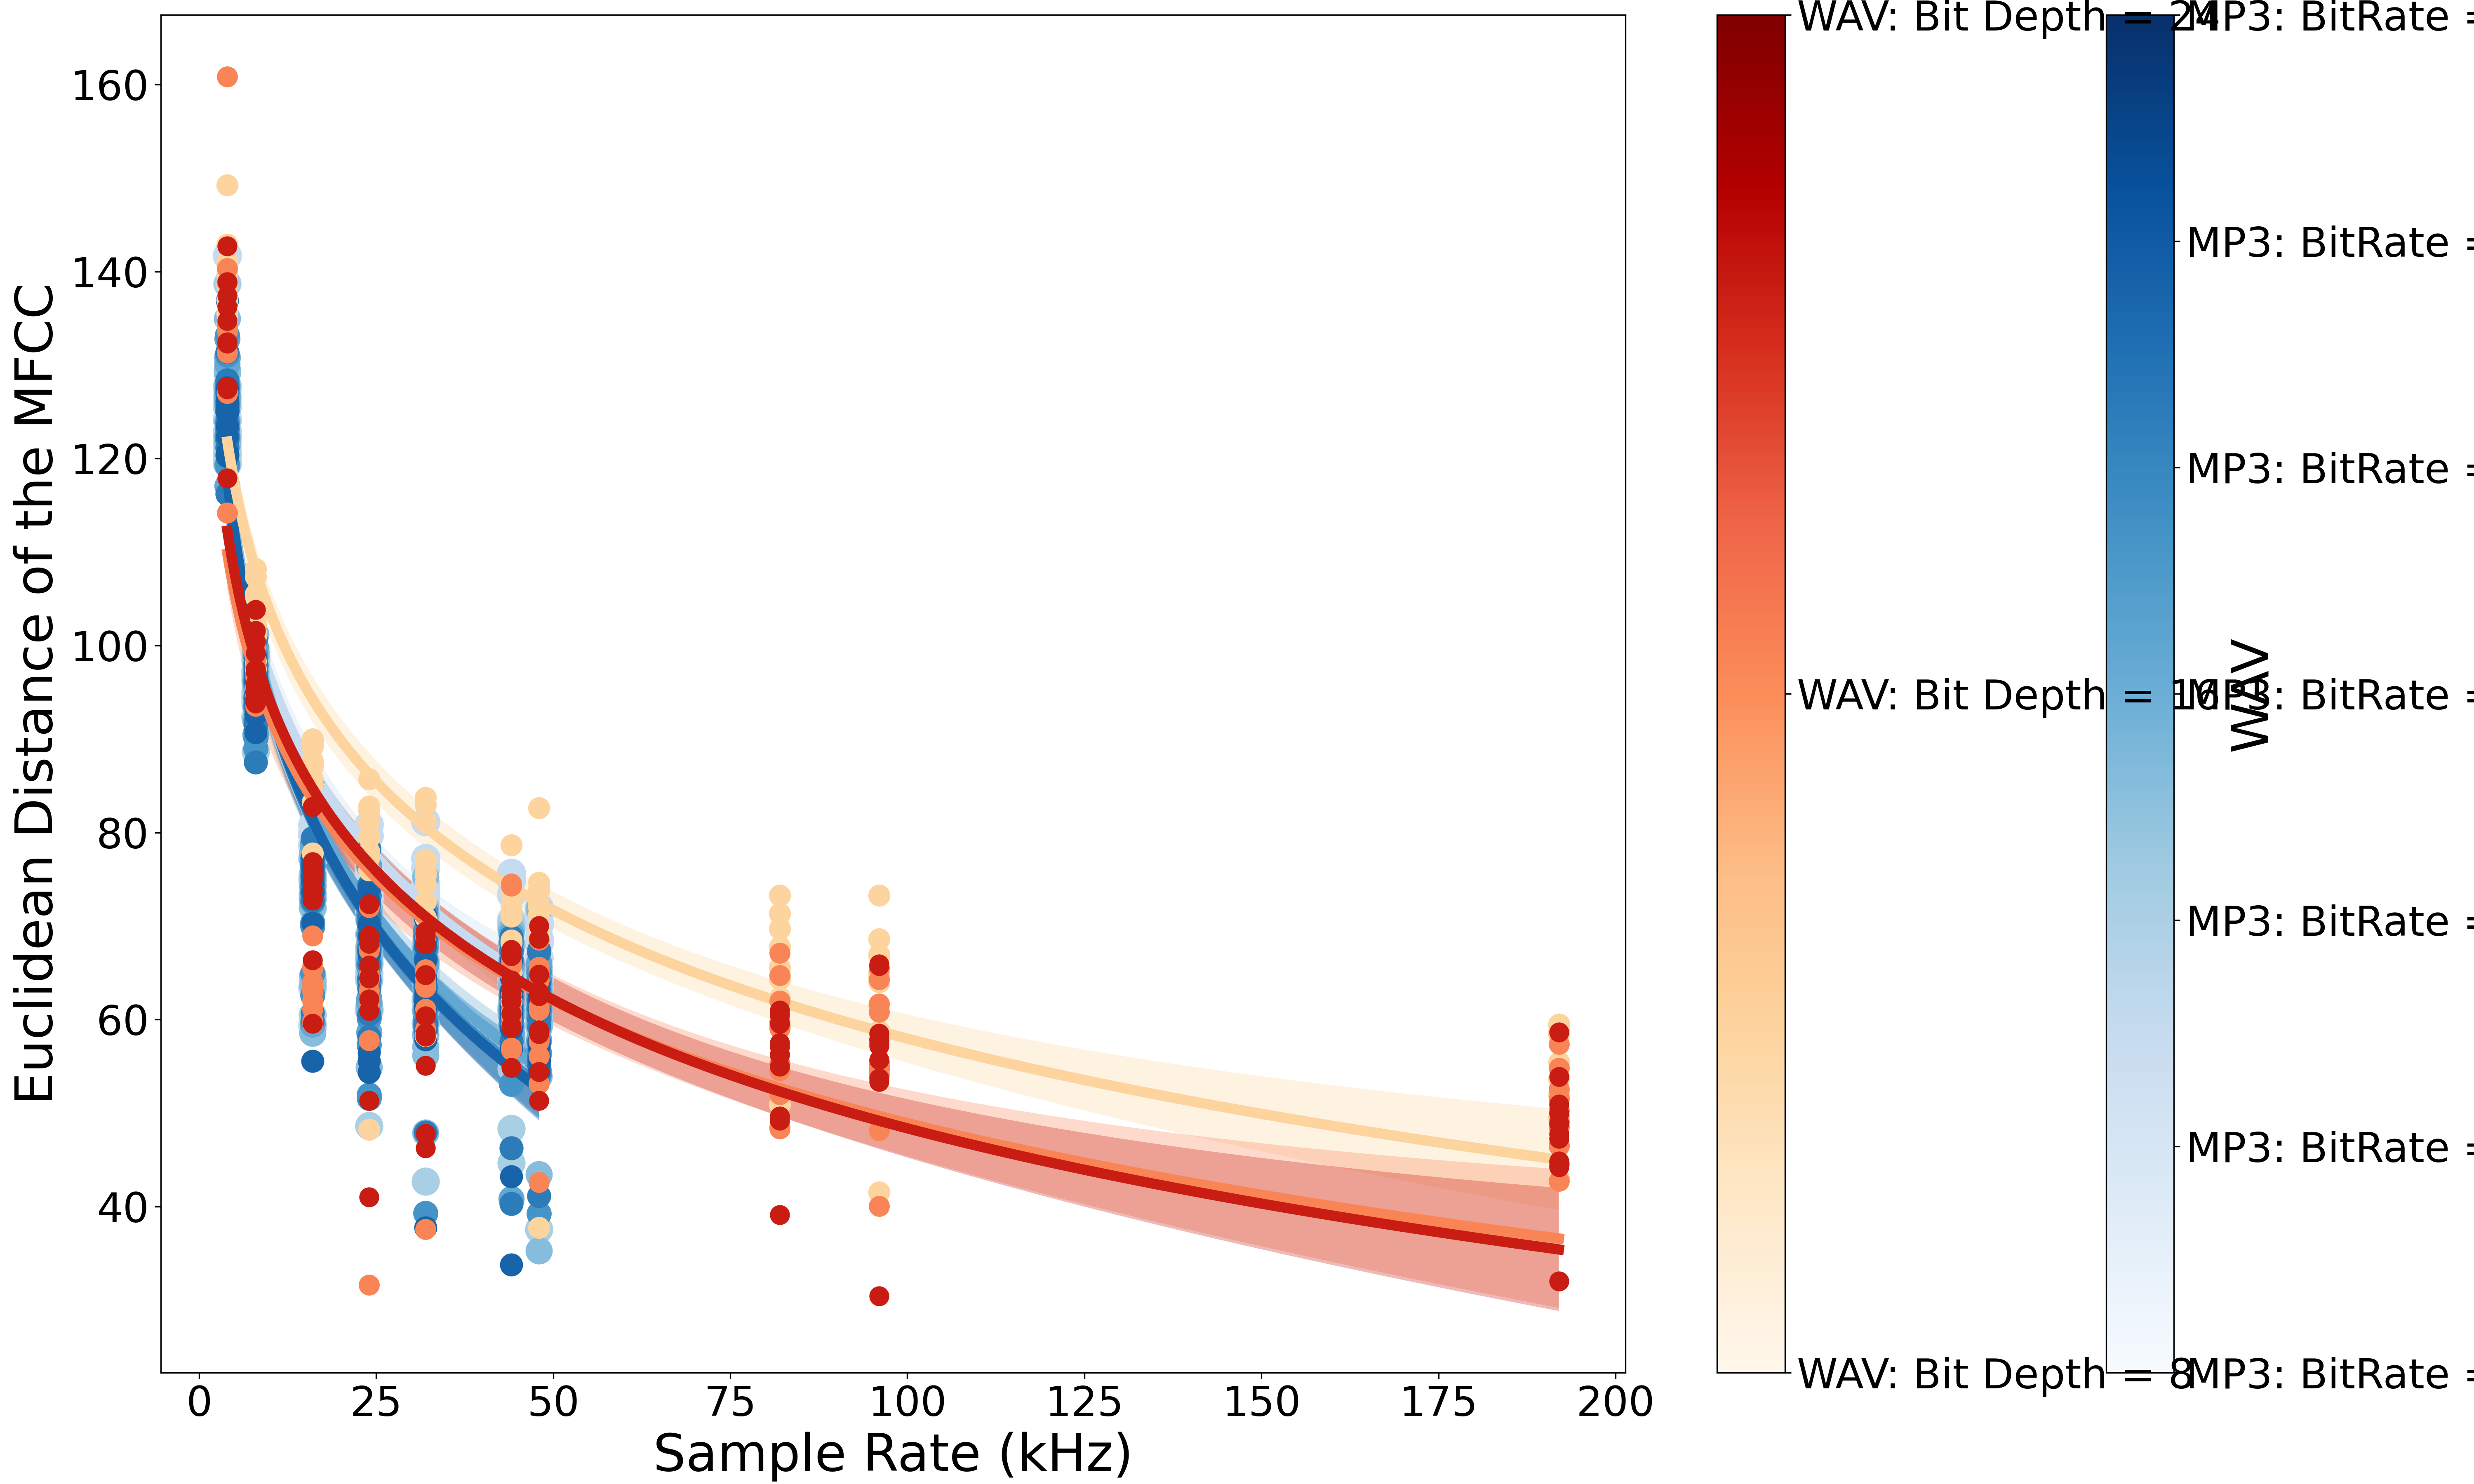 Euclidean Distance of the MFCC
160
140
120
100
80
60
40
0 25 50 75 100 125 150 175 200
Sample Rate (kHz)
WAV: Bit Depth = 24
WAV: Bit Depth = 16
WAV: Bit Depth = 8
WAV
MP3: BitRate =
MP3: BitRate =
MP3: BitRate =
MP3: BitRate =
MP3: BitRate =
MP3: BitRate =
MP3: BitRate =